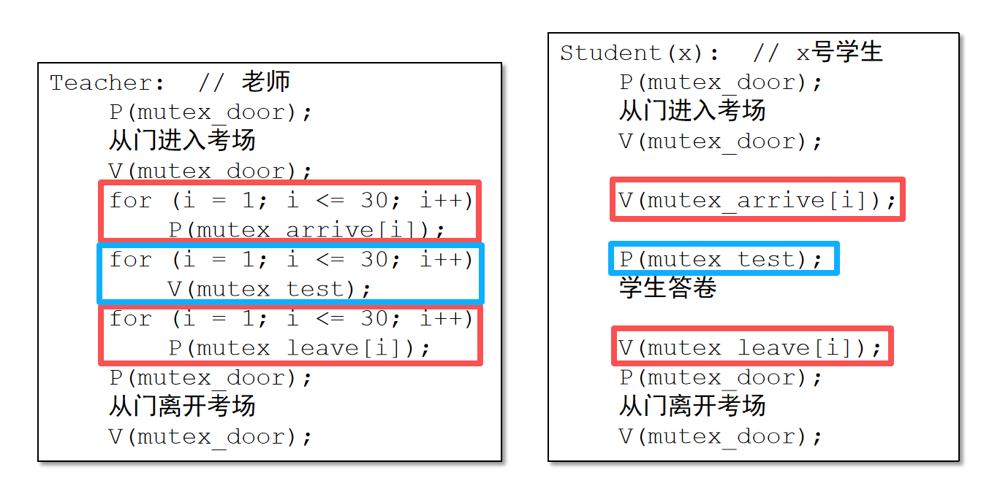 Teacher:  // 老师
P(mutex_door);
从门进入考场
V(mutex_door);
for (i = 1; i <= 30; i++)
P(mutex_arrive[i]);
for (i = 1; i <= 30; i++)
V(mutex_test);
for (i = 1; i <= 30; i++)
P(mutex_leave[i]);
P(mutex_door);
从门离开考场
V(mutex_door);
Student(x):  // x号学生
P(mutex_door);
从门进入考场
V(mutex_door);
V(mutex_arrive[i]);
P(mutex_test);
学生答卷
V(mutex_leave[i]);
P(mutex_door);
从门离开考场
V(mutex_door);